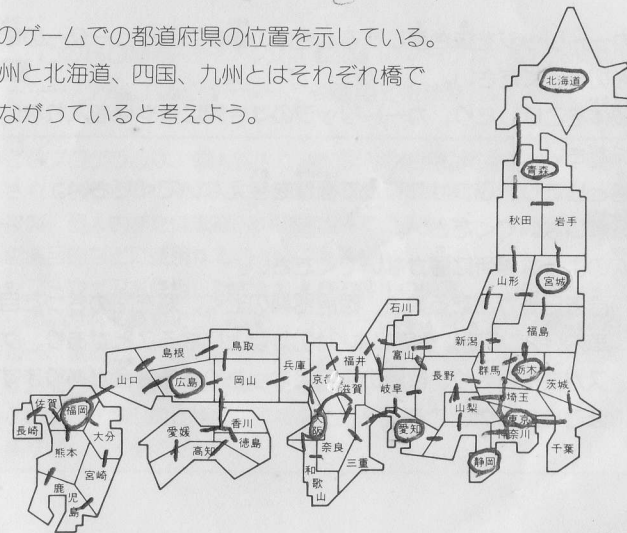 のゲームでの都道府県の位置を示している。
州と北海道、四国、九州とはそれぞれ橋で
ながっていると考えよう。
北海道
青森
秋田 岩手
山形 宮城
福島
石川
新潟
福井 富山 群馬 栃木
島根 鳥取 兵庫 京都 滋賀 岐阜 長野 埼玉 茨城
山口 広島 岡山 山梨 東京
佐賀 福岡 愛媛 香川 阪 奈良 愛知 神奈川
長崎 大分 高知 徳島 三重 静岡 千葉
熊本 宮崎 和歌山
鹿児島